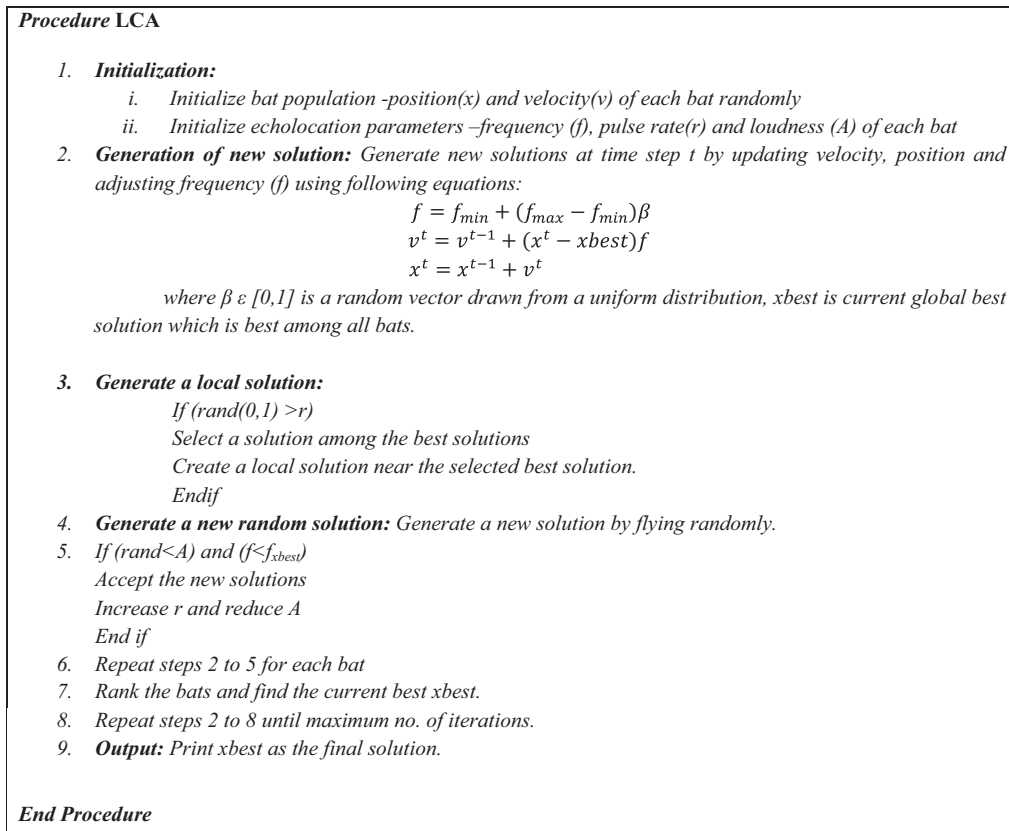 Procedure LCA
1. Initialization:
i. Initialize bat population -position(x) and velocity(v) of each bat randomly
ii. Initialize echolocation parameters –frequency (f), pulse rate(r) and loudness (A) of each bat
2. Generation of new solution: Generate new solutions at time step t by updating velocity, position and
adjusting frequency (f) using following equations:
f = f_{min} + (f_{max} − f_{min})β
v^{t} = v^{t−1} + (x^{t} − xbest)f
x^{t} = x^{t−1} + v^{t}
where β ε [0,1] is a random vector drawn from a uniform distribution, xbest is current global best
solution which is best among all bats.
3. Generate a local solution:
If (rand(0,1) >r)
Select a solution among the best solutions
Create a local solution near the selected best solution.
Endif
4. Generate a new random solution: Generate a new solution by flying randomly.
5. If (rand<A) and (f<f_{xbest})
Accept the new solutions
Increase r and reduce A
End if
6. Repeat steps 2 to 5 for each bat
7. Rank the bats and find the current best xbest.
8. Repeat steps 2 to 8 until maximum no. of iterations.
9. Output: Print xbest as the final solution.
End Procedure